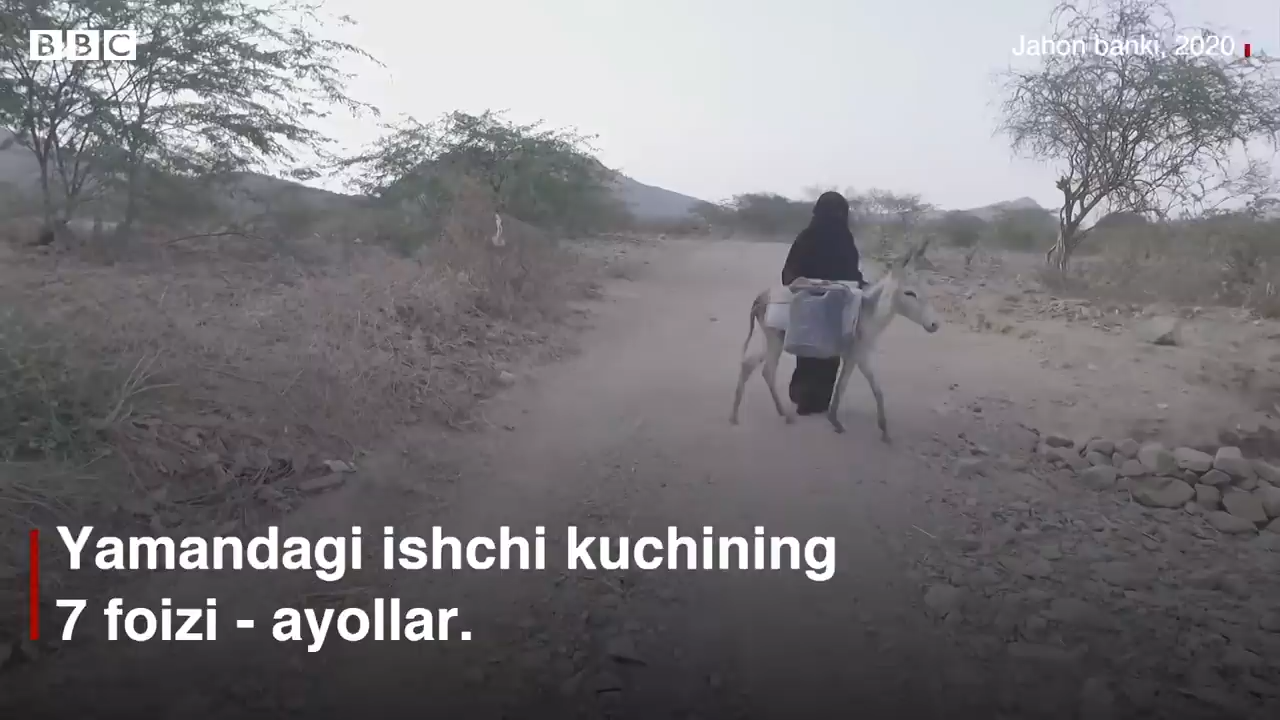 BBC
Jahon banki, 2020
Yamandagi ishchi kuchining
7 foizi - ayollar.